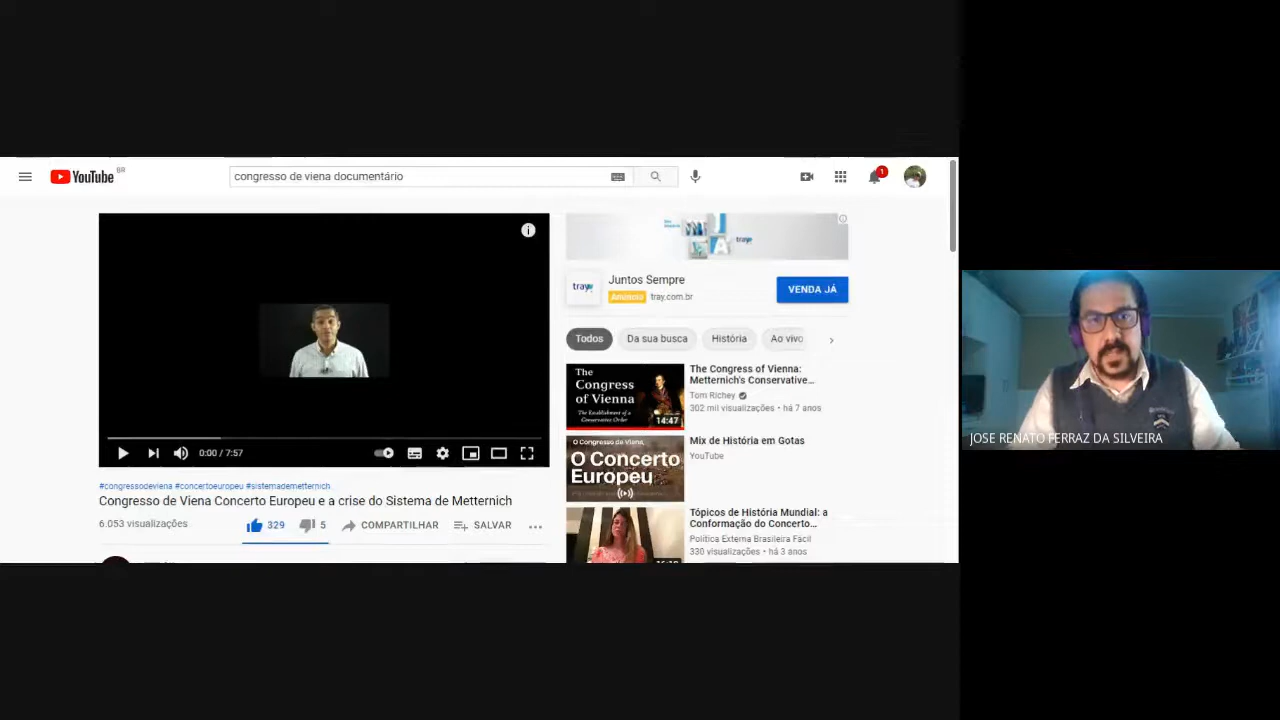 YouTube BR
congresso de viena documentário
1
tray
Juntos Sempre
Anúncio tray.com.br
VENDA JÁ
Todos Da sua busca História Ao vivo
The
Congress
of Vienna
The Establishment of a
Conservative Order
14:47
The Congress of Vienna:
Metternich's Conservative...
Tom Richey
302 mil visualizações • há 7 anos
O Congresso de Viena,
O Concerto
Europeu
Mix de História em Gotas
YouTube
Tópicos de História Mundial: a
Conformação do Concerto...
Política Externa Brasileira Fácil
330 visualizações • há 3 anos
0:00 / 7:57
#congressodeviena #concertoeuropeu #sistemademetternich
Congresso de Viena Concerto Europeu e a crise do Sistema de Metternich
6.053 visualizações
329 5 COMPARTILHAR SALVAR ...
JOSE RENATO FERRAZ DA SILVEIRA